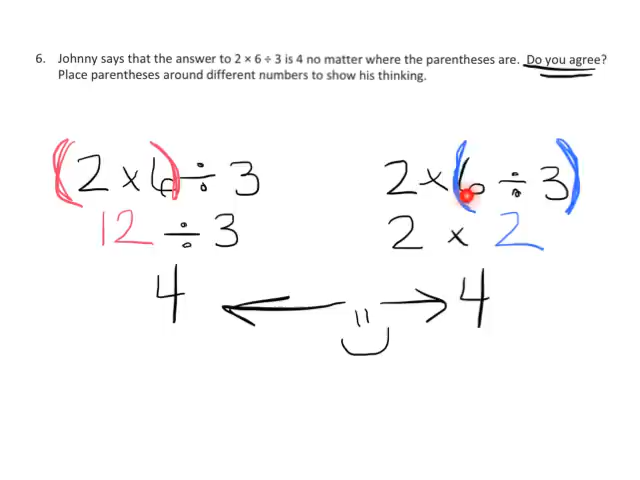 6. Johnny says that the answer to 2 × 6 ÷ 3 is 4 no matter where the parentheses are. Do you agree?
Place parentheses around different numbers to show his thinking.
(2 × 6) ÷ 3
12 ÷ 3
4
2 × (6 ÷ 3)
2 × 2
4